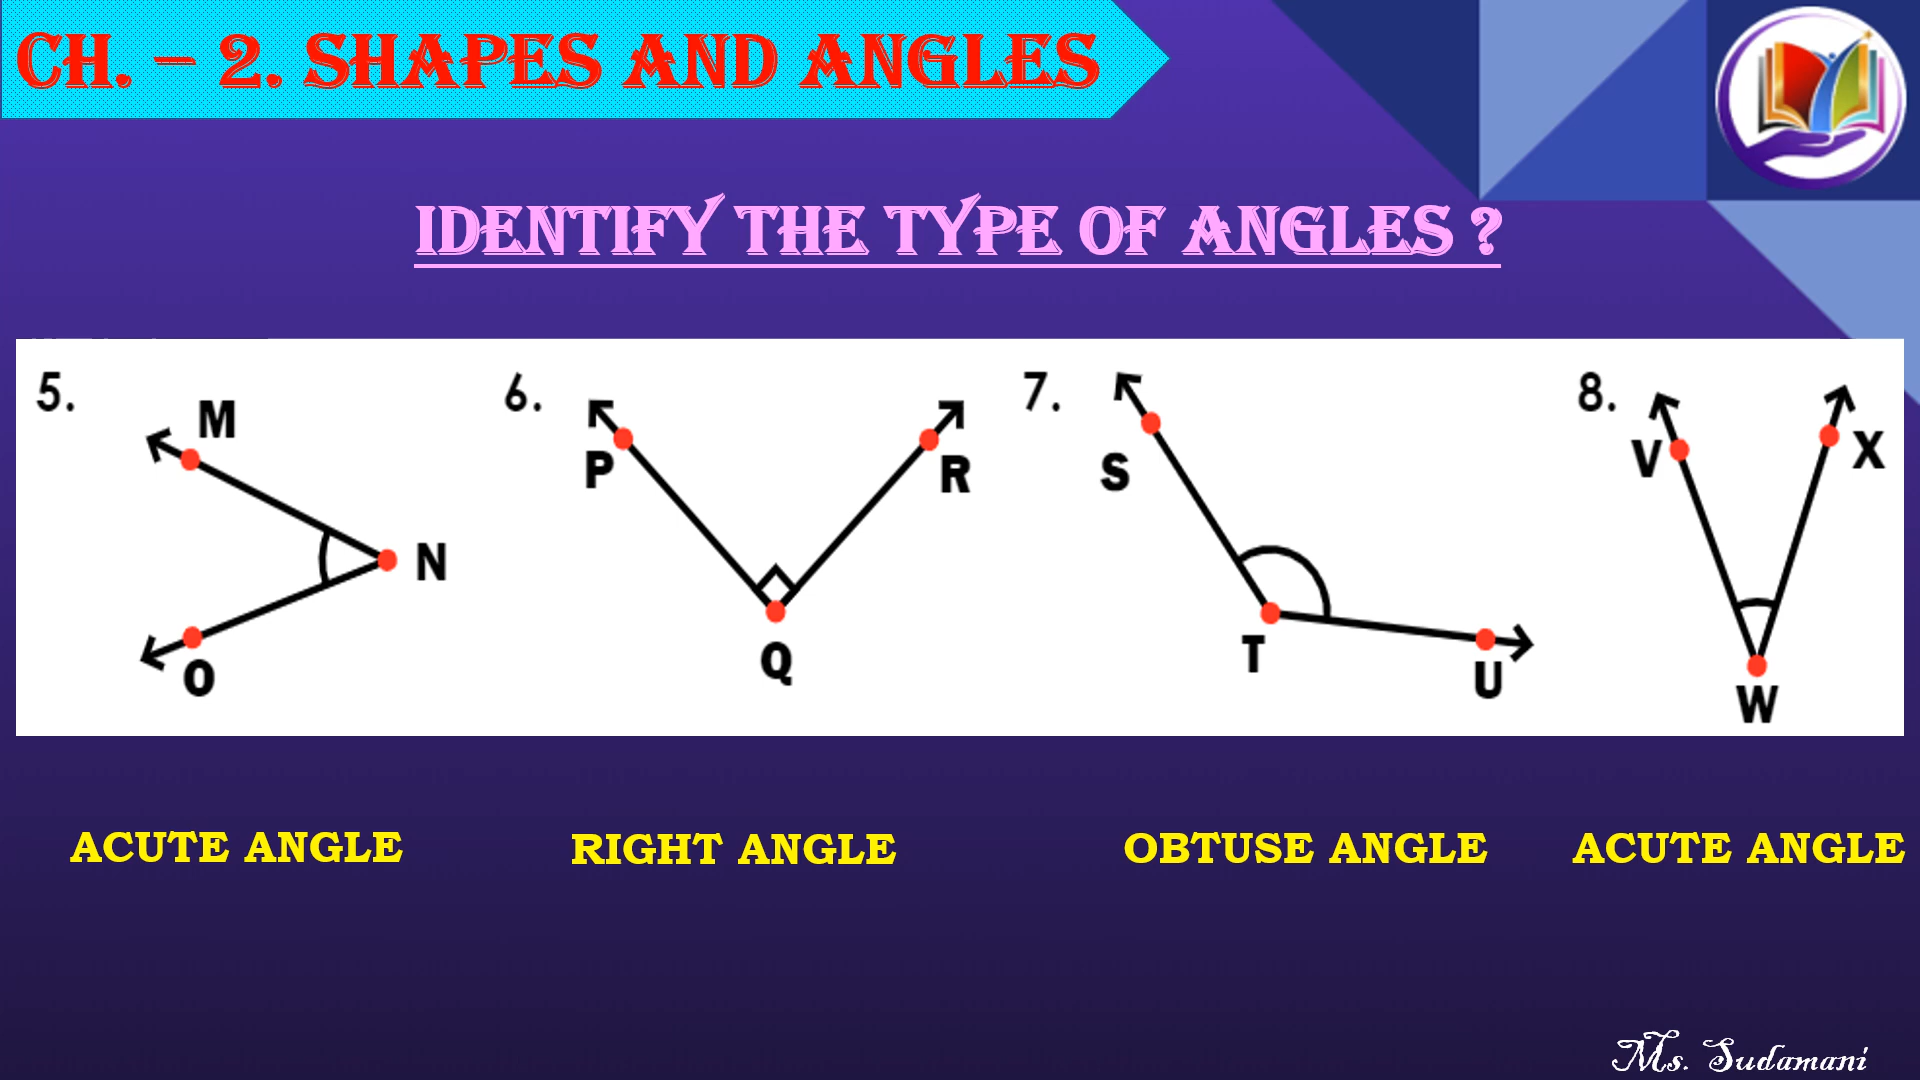 CH. – 2. SHAPES AND ANGLES
IDENTIFY THE TYPE OF ANGLES ?
5. M N O
6. P R Q
7. S T U
8. V X W
ACUTE ANGLE RIGHT ANGLE OBTUSE ANGLE ACUTE ANGLE
Ms. Sudamani